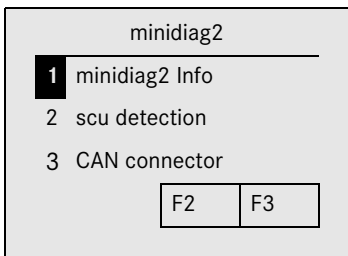 minidiag2
1 minidiag2 Info
2 scu detection
3 CAN connector
F2 F3